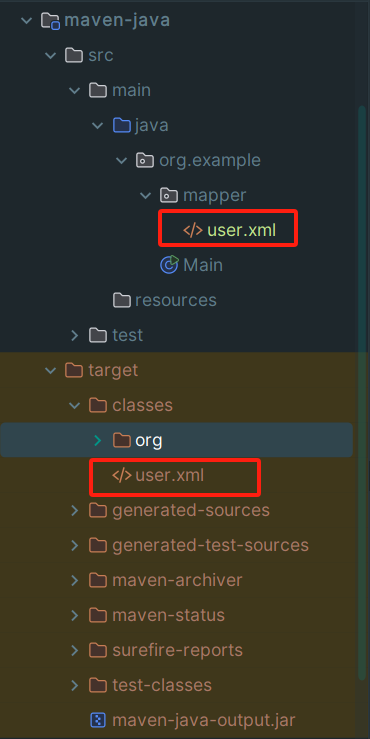 maven-java
src
main
java
org.example
mapper
user.xml
Main
resources
test
target
classes
org
user.xml
generated-sources
generated-test-sources
maven-archiver
maven-status
surefire-reports
test-classes
maven-java-output.jar